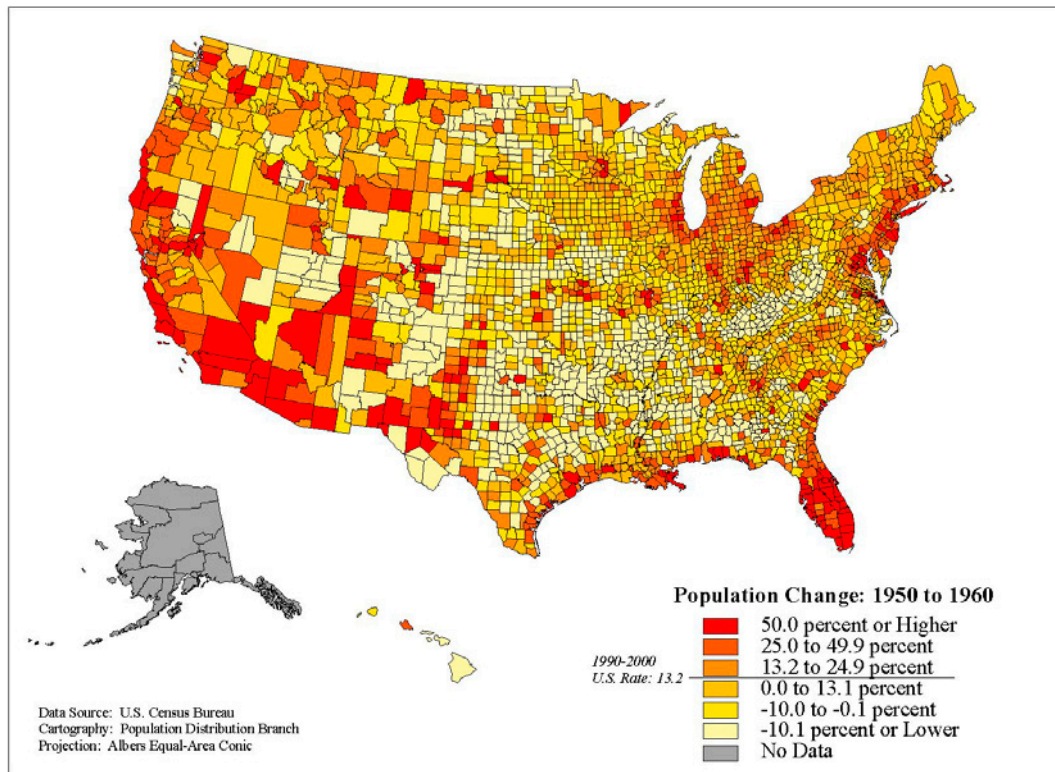 Population Change: 1950 to 1960
50.0 percent or Higher
25.0 to 49.9 percent
1990-2000
13.2 to 24.9 percent
U.S. Rate: 13.2
0.0 to 13.1 percent
-10.0 to -0.1 percent
-10.1 percent or Lower
No Data
Data Source: U.S. Census Bureau
Cartography: Population Distribution Branch
Projection: Albers Equal-Area Conic